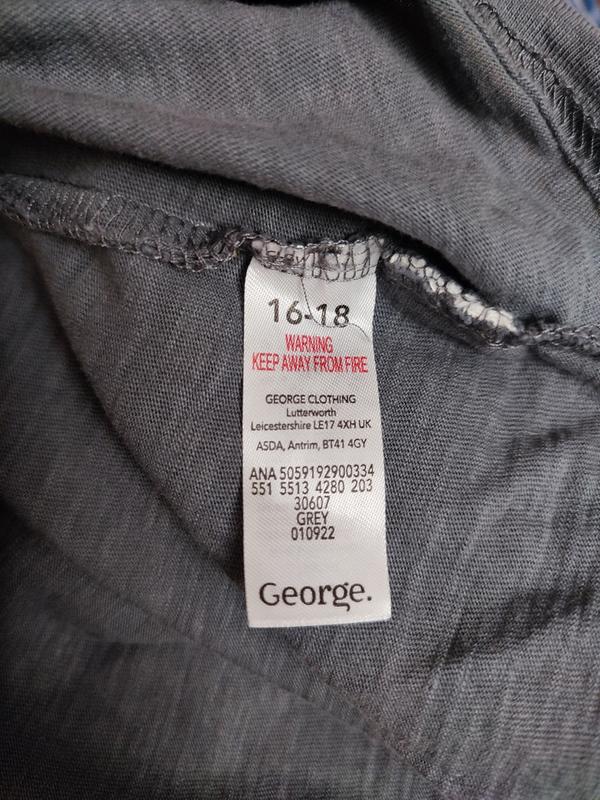 16-18
WARNING
KEEP AWAY FROM FIRE
GEORGE CLOTHING
Lutterworth
Leicestershire LE17 4XH UK
ASDA, Antrim, BT41 4GY
ANA 5059192900334
551 5513 4280 203
30607
GREY
010922
George.